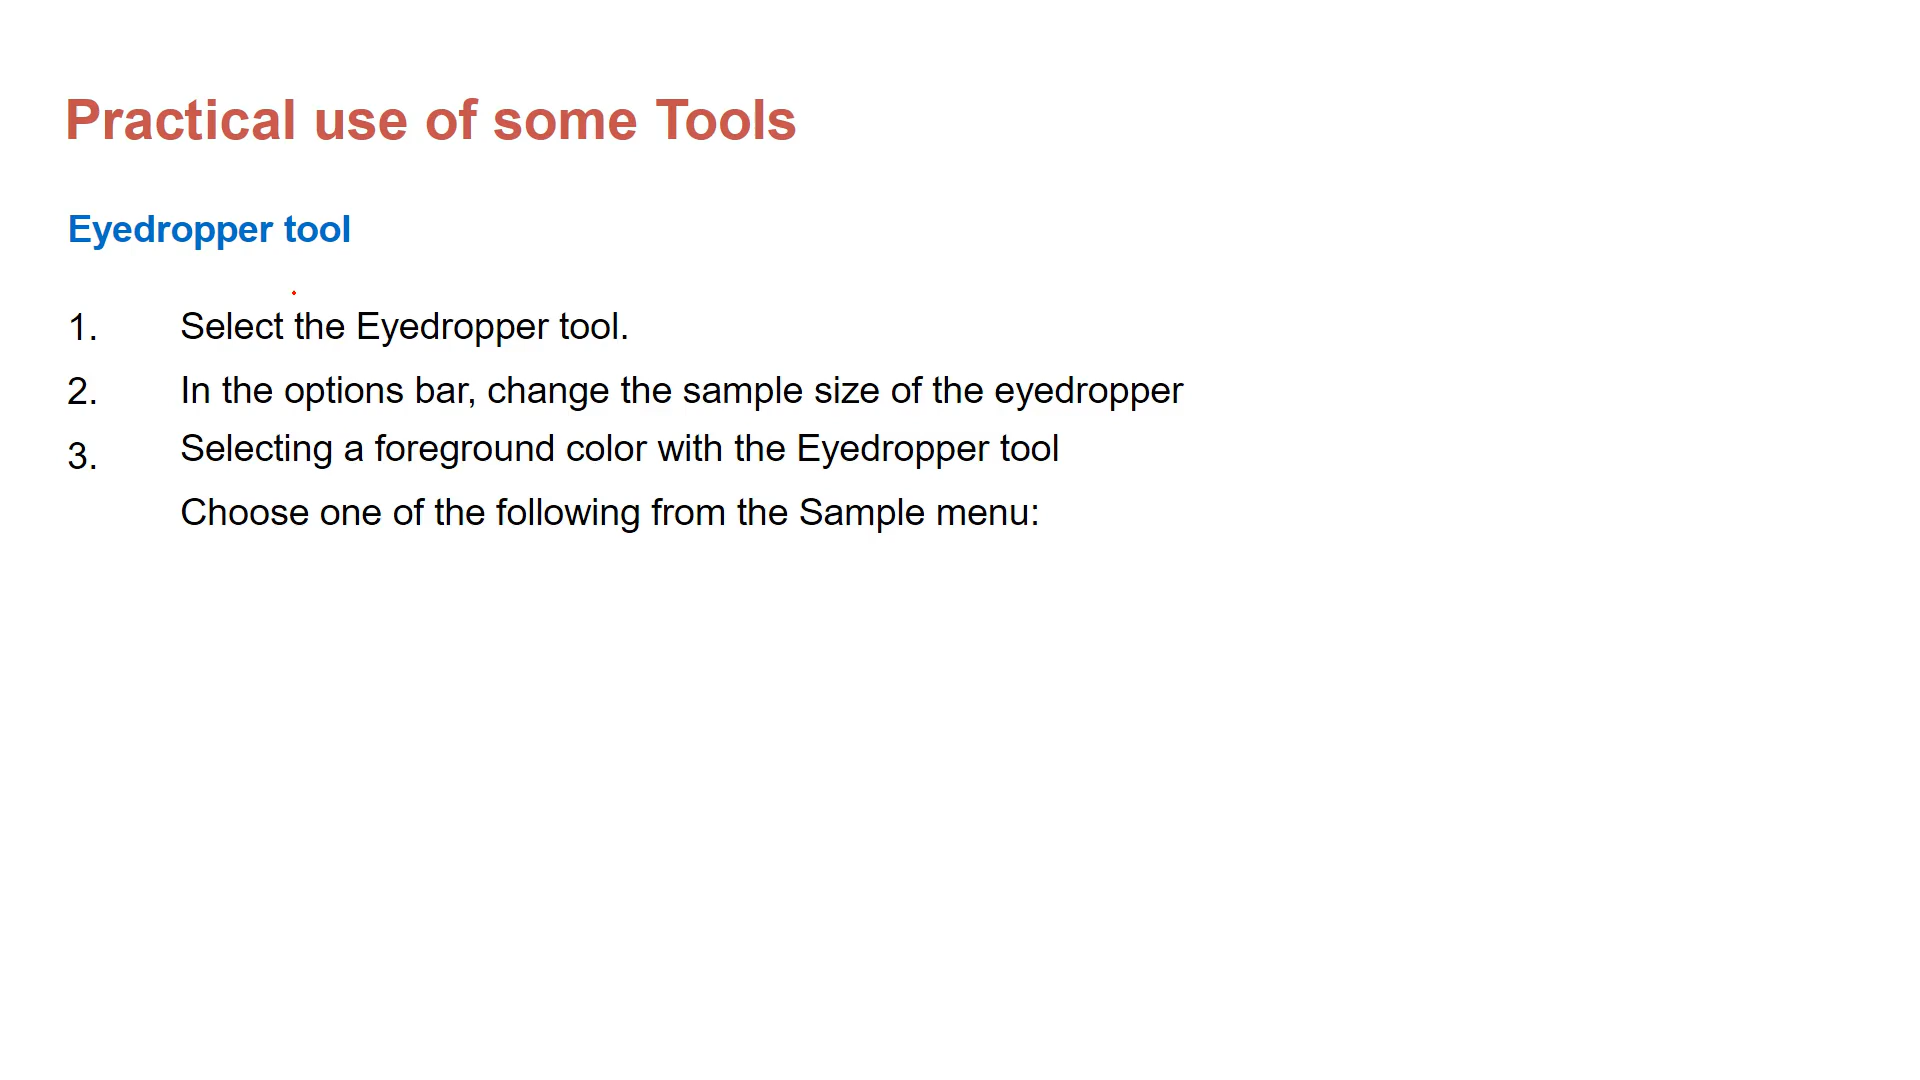 Practical use of some Tools
Eyedropper tool
1. Select the Eyedropper tool.
2. In the options bar, change the sample size of the eyedropper
3. Selecting a foreground color with the Eyedropper tool
Choose one of the following from the Sample menu: